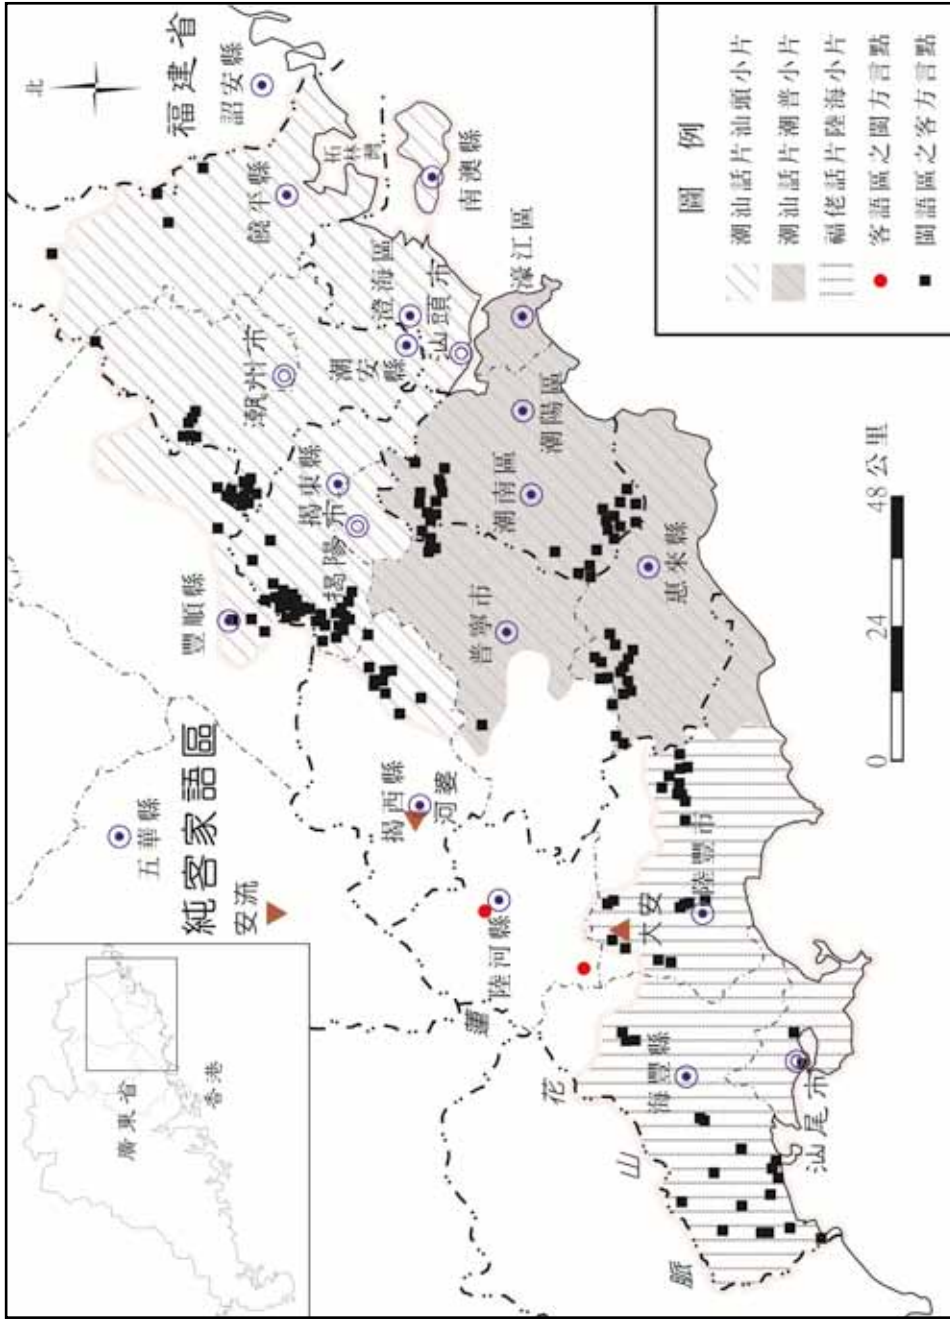 北
福建省
詔安縣
饒平縣
柘林灣
南澳縣
潮州市
澄海區
潮安縣
汕頭市
濠江區
豐順縣
揭東縣
揭陽市
潮陽區
潮南區
普寧市
惠來縣
五華縣
純客家語區
安流
揭西縣
河婆
陸河縣
大安
陸豐市
海豐縣
汕尾市
蓮花山脈
廣東省
香港
圖 例
潮汕話片汕頭小片
潮汕話片潮普小片
福佬話片陸海小片
客語區之閩方言點
閩語區之客方言點
0 24 48公里